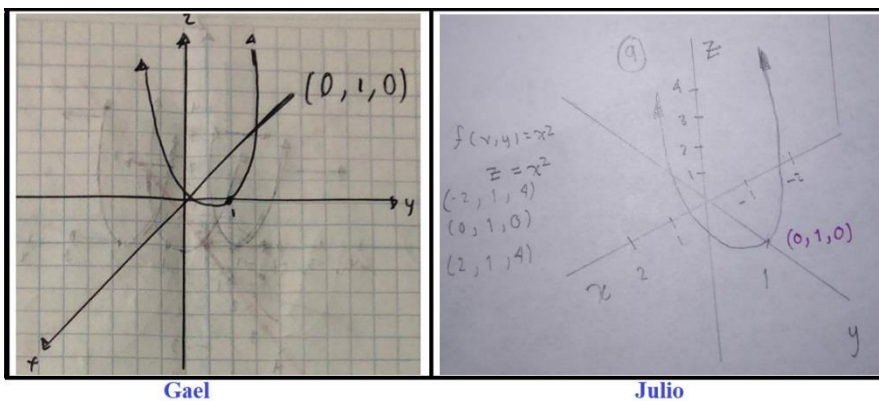 z
(0, 1, 0)
1
y
x
Gael
9
z
4
3
2
1
f(x,y)=x²
z = x²
(-2, 1, 4)
(0, 1, 0)
(2, 1, 4)
-1
-2
(0, 1, 0)
x
2
1
1
y
Julio